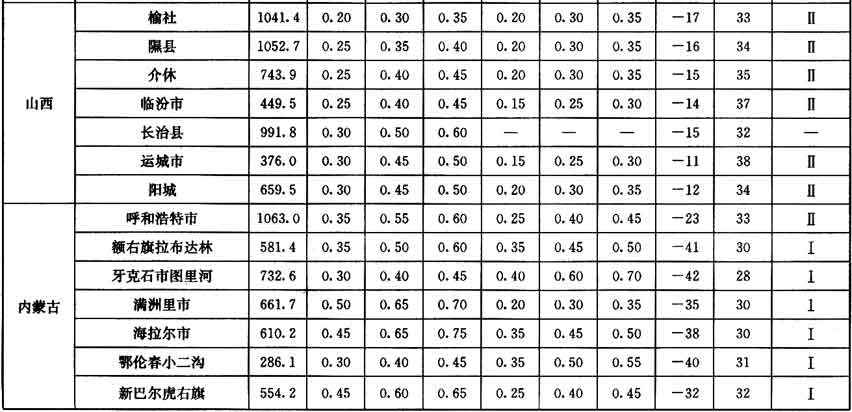 山西
榆社 1041.4 0.20 0.30 0.35 0.20 0.30 0.35 -17 33 Ⅱ
隰县 1052.7 0.25 0.35 0.40 0.20 0.30 0.35 -16 34 Ⅱ
介休 743.9 0.25 0.40 0.45 0.20 0.30 0.35 -15 35 Ⅱ
临汾市 449.5 0.25 0.40 0.45 0.15 0.25 0.30 -14 37 Ⅱ
长治县 991.8 0.30 0.50 0.60 — — — -15 32 —
运城市 376.0 0.30 0.45 0.50 0.15 0.25 0.30 -11 38 Ⅱ
阳城 659.5 0.30 0.45 0.50 0.20 0.30 0.35 -12 34 Ⅱ
内蒙古
呼和浩特市 1063.0 0.35 0.55 0.60 0.25 0.40 0.45 -23 33 Ⅱ
额右旗拉布达林 581.4 0.35 0.50 0.60 0.35 0.45 0.50 -41 30 Ⅰ
牙克石市图里河 732.6 0.30 0.40 0.45 0.40 0.60 0.70 -42 28 Ⅰ
满洲里市 661.7 0.50 0.65 0.70 0.20 0.30 0.35 -35 30 Ⅰ
海拉尔市 610.2 0.45 0.65 0.75 0.35 0.45 0.50 -38 30 Ⅰ
鄂伦春小二沟 286.1 0.30 0.40 0.45 0.35 0.50 0.55 -40 31 Ⅰ
新巴尔虎右旗 554.2 0.45 0.60 0.65 0.25 0.40 0.45 -32 32 Ⅰ